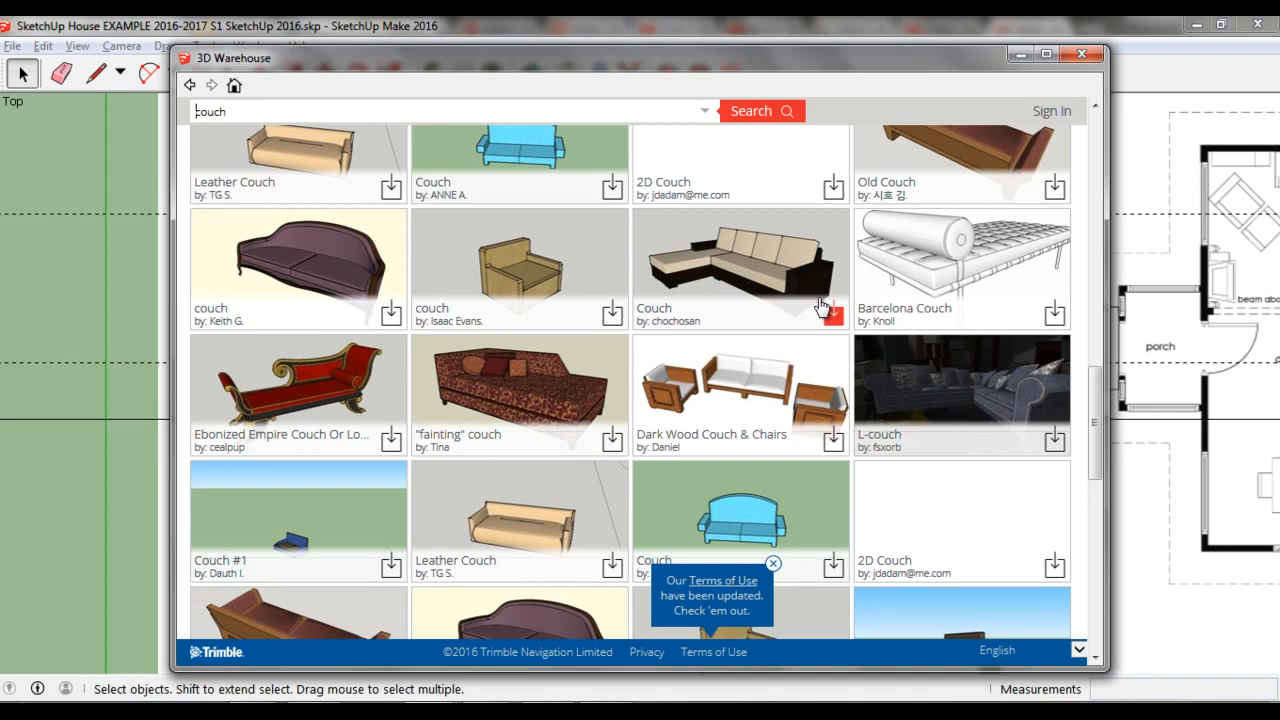 SketchUp House EXAMPLE 2016-2017 S1 SketchUp 2016.skp - SketchUp Make 2016
File Edit View Camera
3D Warehouse
Top
couch
Search
Sign In
Leather Couch
by: TG S.
Couch
by: ANNE A.
2D Couch
by: jdadam@me.com
Old Couch
by: 시호 김.
couch
by: Keith G.
couch
by: Isaac Evans.
Couch
by: chochosan
Barcelona Couch
by: Knoll
Ebonized Empire Couch Or Lo...
by: cealpup
"fainting" couch
by: Tina
Dark Wood Couch & Chairs
by: Daniel
L-couch
by: fsxorb
Couch #1
by: Dauth I.
Leather Couch
by: TG S.
Couch
by:
2D Couch
by: jdadam@me.com
Our Terms of Use
have been updated.
Check 'em out.
Trimble.
©2016 Trimble Navigation Limited Privacy Terms of Use
English
porch
beam
Select objects. Shift to extend select. Drag mouse to select multiple.
Measurements